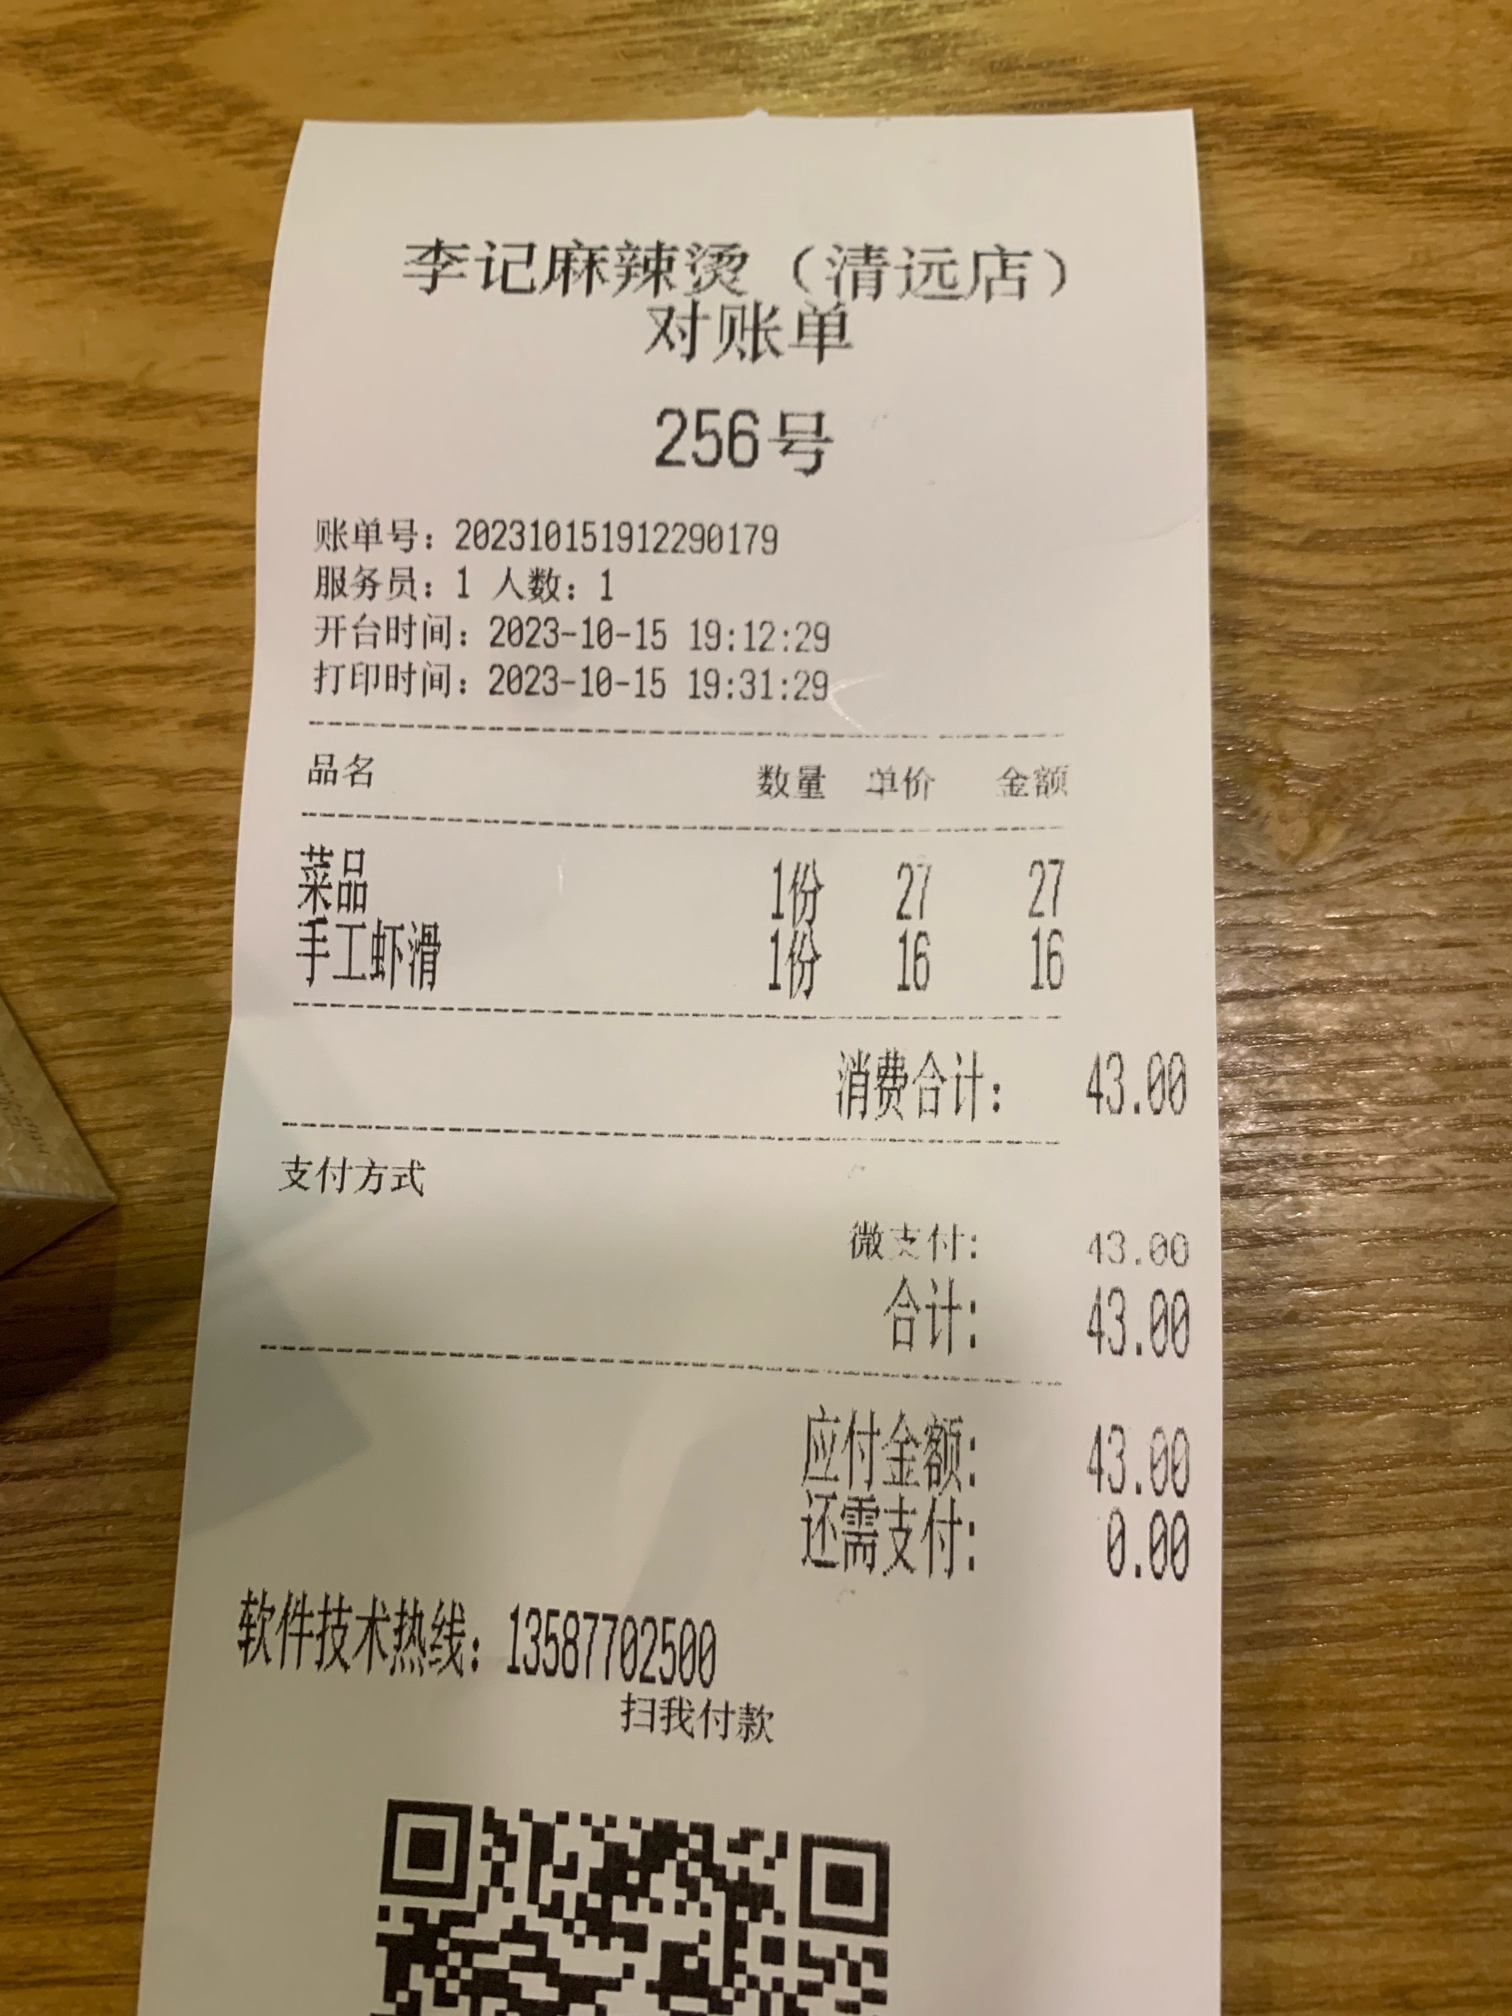 李记麻辣烫（清远店）
对账单
256号
账单号：202310151912290179
服务员：1 人数：1
开台时间：2023-10-15 19:12:29
打印时间：2023-10-15 19:31:29
品名 数量 单价 金额
菜品 1份 27 27
手工虾滑 1份 16 16
消费合计： 43.00
支付方式
微支付： 43.00
合计： 43.00
应付金额： 43.00
还需支付： 0.00
软件技术热线：13587702500
扫我付款